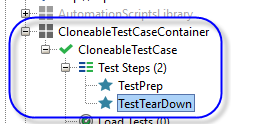 AutomationScriptsLibrary
CloneableTestCaseContainer
CloneableTestCase
Test Steps (2)
TestPrep
TestTearDown
Load Tests (0)